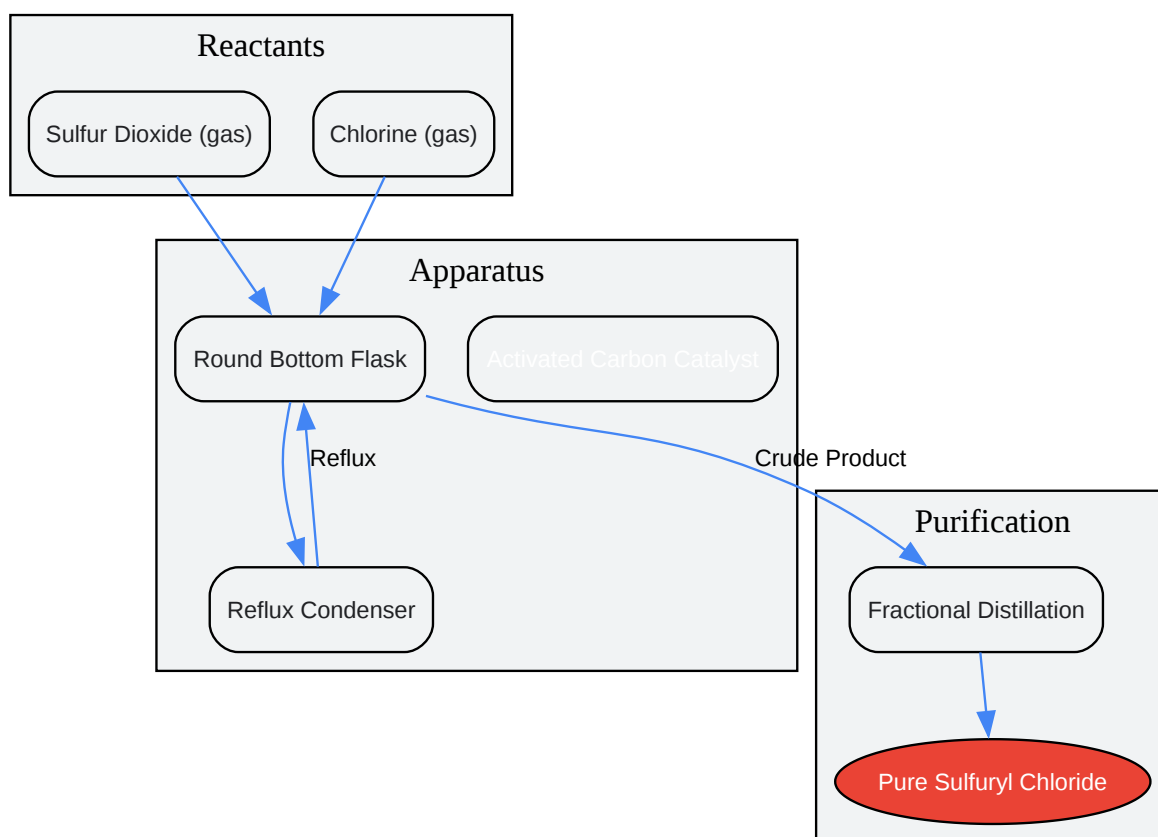 Reactants
Sulfur Dioxide (gas)
Chlorine (gas)
Apparatus
Round Bottom Flask
Activated Carbon Catalyst
Reflux
Crude Product
Purification
Reflux Condenser
Fractional Distillation
Pure Sulfuryl Chloride